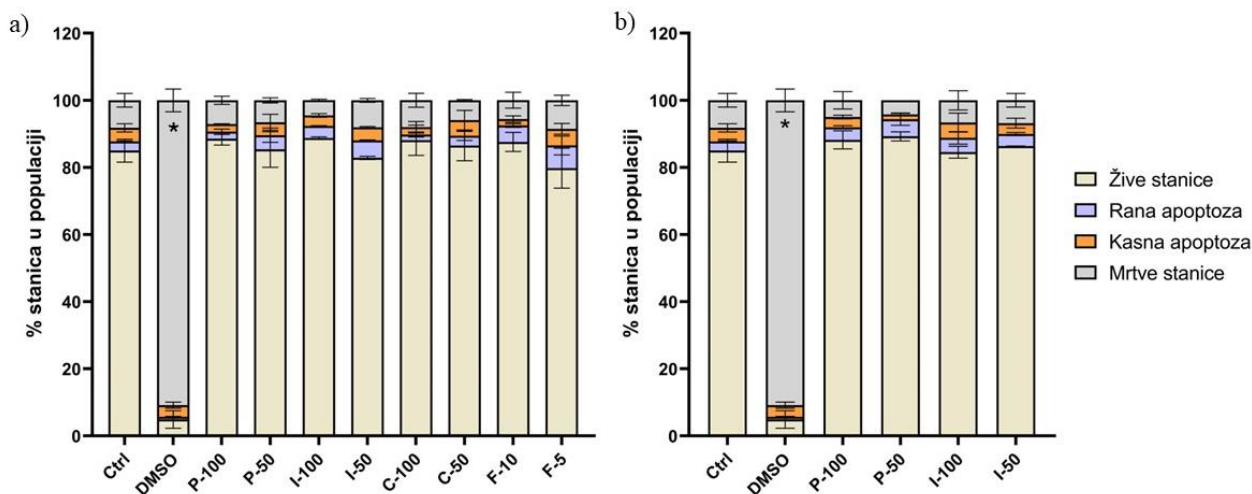 a)
% stanica u populaciji
120
100
80
60
40
20
0
*
Ctrl
DMSO
P-100
P-50
I-100
I-50
C-100
C-50
F-10
F-5
b)
% stanica u populaciji
120
100
80
60
40
20
0
*
Ctrl
DMSO
P-100
P-50
I-100
I-50
Žive stanice
Rana apoptoza
Kasna apoptoza
Mrtve stanice